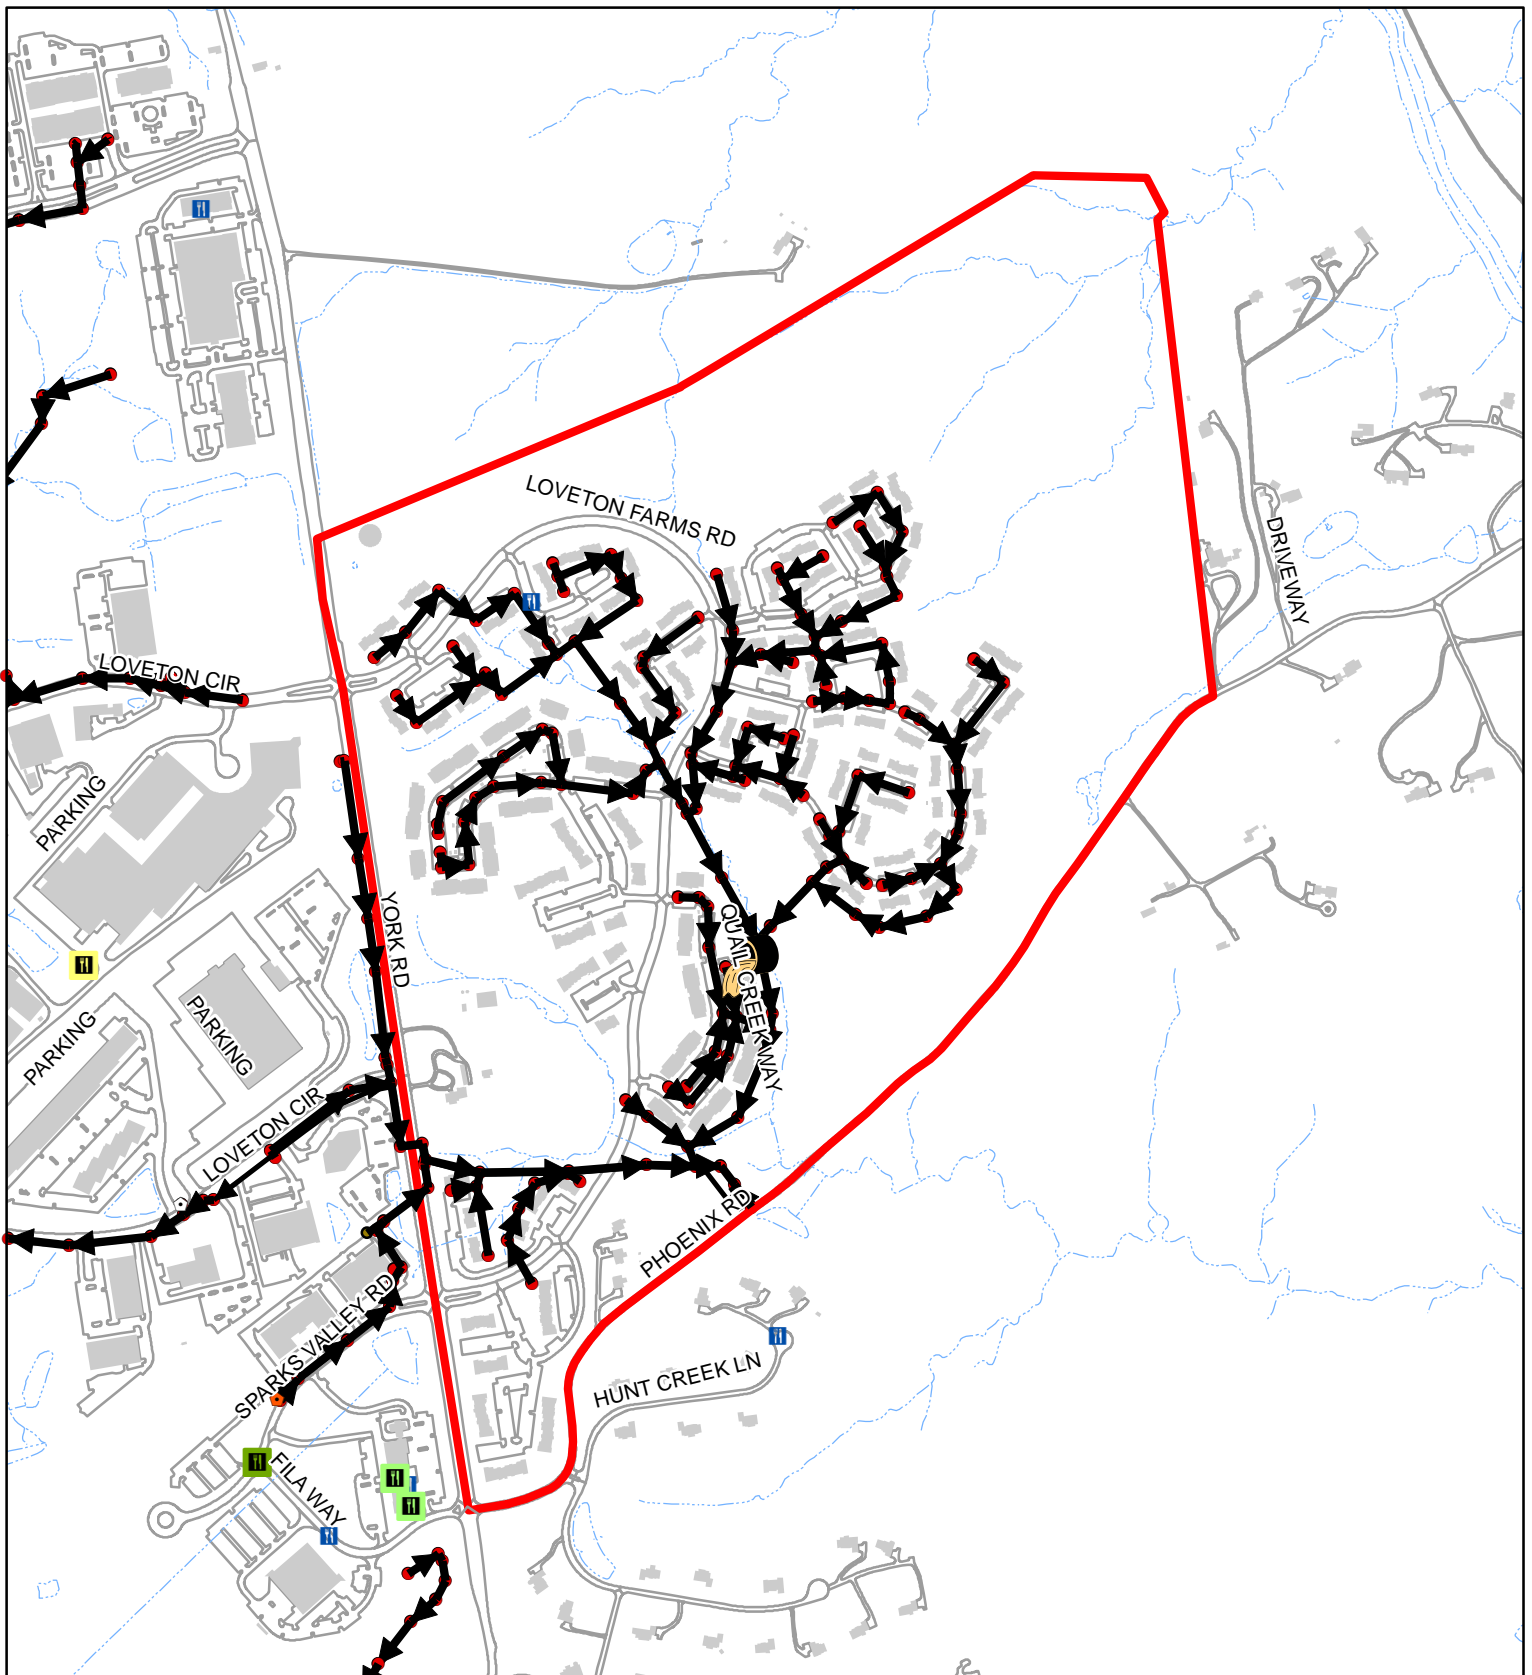 LOVETON FARMS RD
DRIVEWAY
LOVETON CIR
PARKING
YORK RD
QUAIL CREEK WAY
PARKING
PARKING
LOVETON CIR
PHOENIX RD
SPARKS VALLEY RD
HUNT CREEK LN
FILA WAY